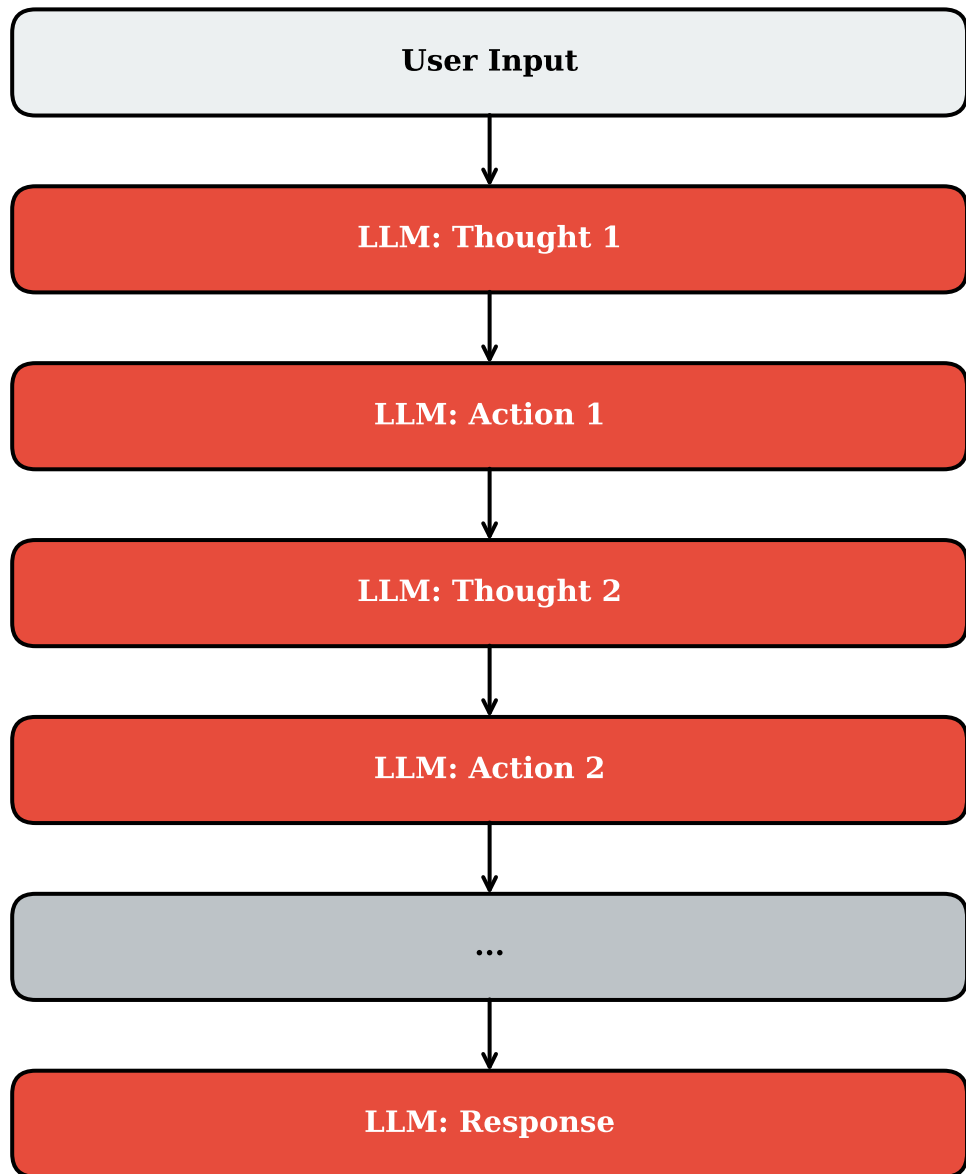 User Input
LLM: Thought 1
LLM: Action 1
LLM: Thought 2
LLM: Action 2
...
LLM: Response